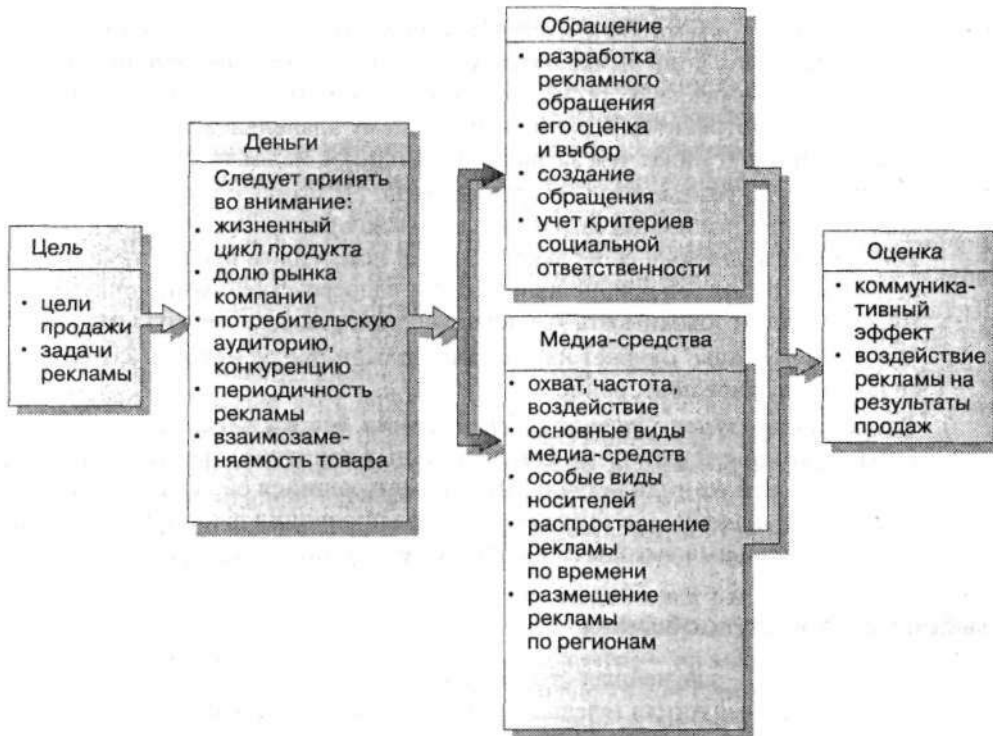 Цель
• цели
продажи
• задачи
рекламы
Деньги
Следует принять
во внимание:
• жизненный
цикл продукта
• долю рынка
компании
• потребительскую
аудиторию,
конкуренцию
• периодичность
рекламы
• взаимозаме-
няемость товара
Обращение
• разработка
рекламного
обращения
• его оценка
и выбор
• создание
обращения
• учет критериев
социальной
ответственности
Медиа-средства
• охват, частота,
воздействие
• основные виды
медиа-средств
• особые виды
носителей
• распространение
рекламы
по времени
• размещение
рекламы
по регионам
Оценка
• коммуника-
тивный
эффект
• воздействие
рекламы на
результаты
продаж